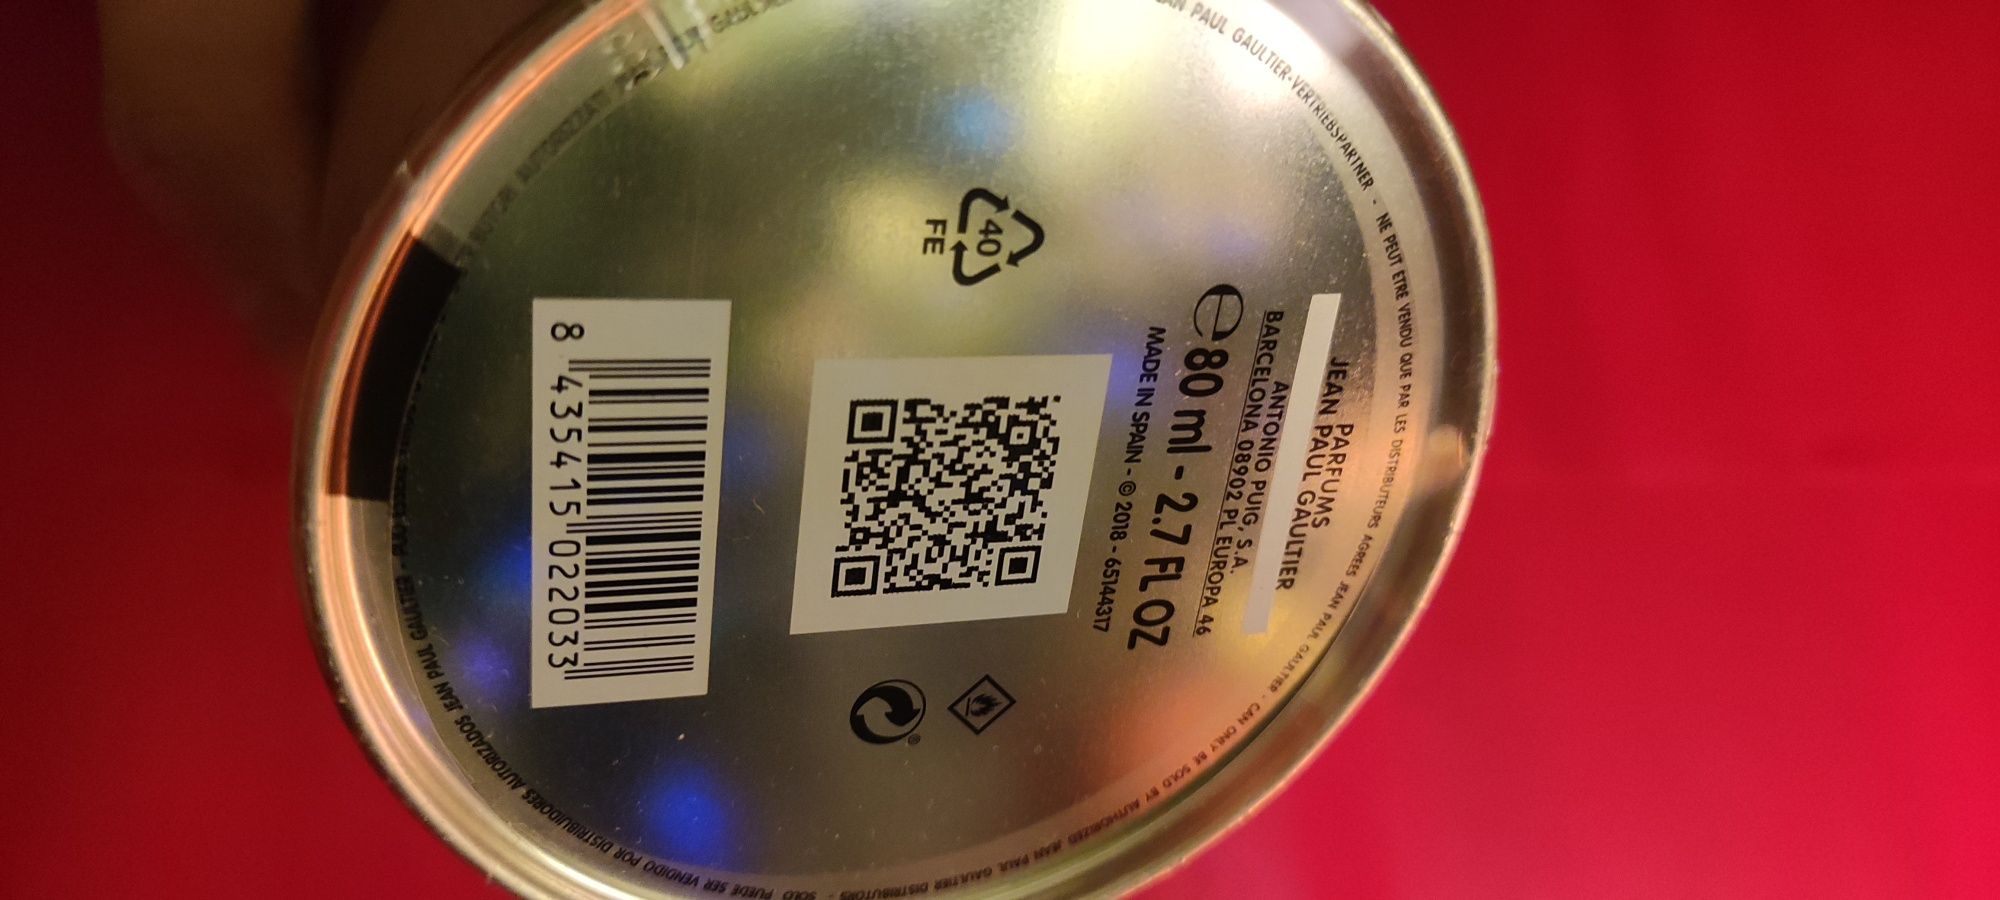 PARFUMS
JEAN PAUL GAULTIER
ANTONIO PUIG, S.A.
BARCELONA 08902 PL EUROPA 46
e 80 ml - 2.7 FL OZ
MADE IN SPAIN - © 2018 - 65144317
40
FE
8 435415 022033
®
JEAN PAUL GAULTIER-VERTRIEBSPARTNER - NE PEUT ETRE VENDU QUE PAR LES DISTRIBUTEURS AGREES JEAN PAUL GAULTIER - CAN ONLY BE SOLD BY AUTHORIZED JEAN PAUL GAULTIER DISTRIBUTORS - SOLO PUEDE SER VENDIDO POR DISTRIBUIDORES AUTORIZADOS JEAN PAUL GAULTIER